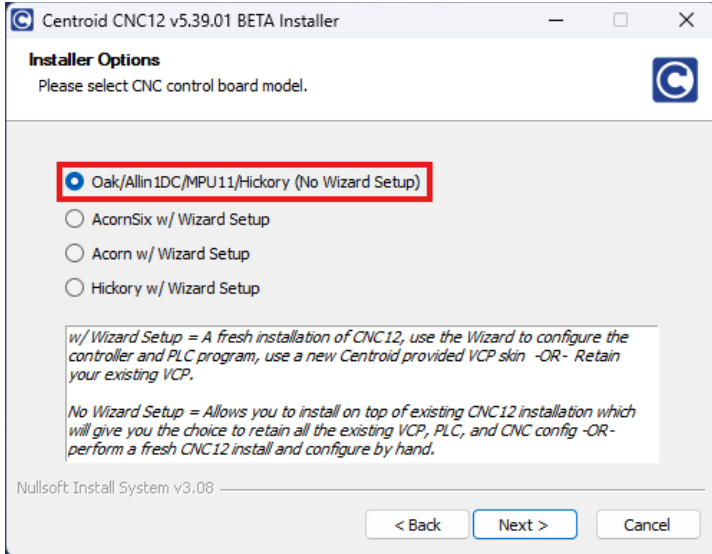 Centroid CNC12 v5.39.01 BETA Installer
Installer Options
Please select CNC control board model.
Oak/Allin1DC/MPU11/Hickory (No Wizard Setup)
AcornSix w/ Wizard Setup
Acorn w/ Wizard Setup
Hickory w/ Wizard Setup
w/ Wizard Setup = A fresh installation of CNC12, use the Wizard to configure the
controller and PLC program, use a new Centroid provided VCP skin -OR- Retain
your existing VCP.
No Wizard Setup = Allows you to install on top of existing CNC12 installation which
will give you the choice to retain all the existing VCP, PLC, and CNC config -OR-
perform a fresh CNC12 install and configure by hand.
Nullsoft Install System v3.08
< Back Next > Cancel